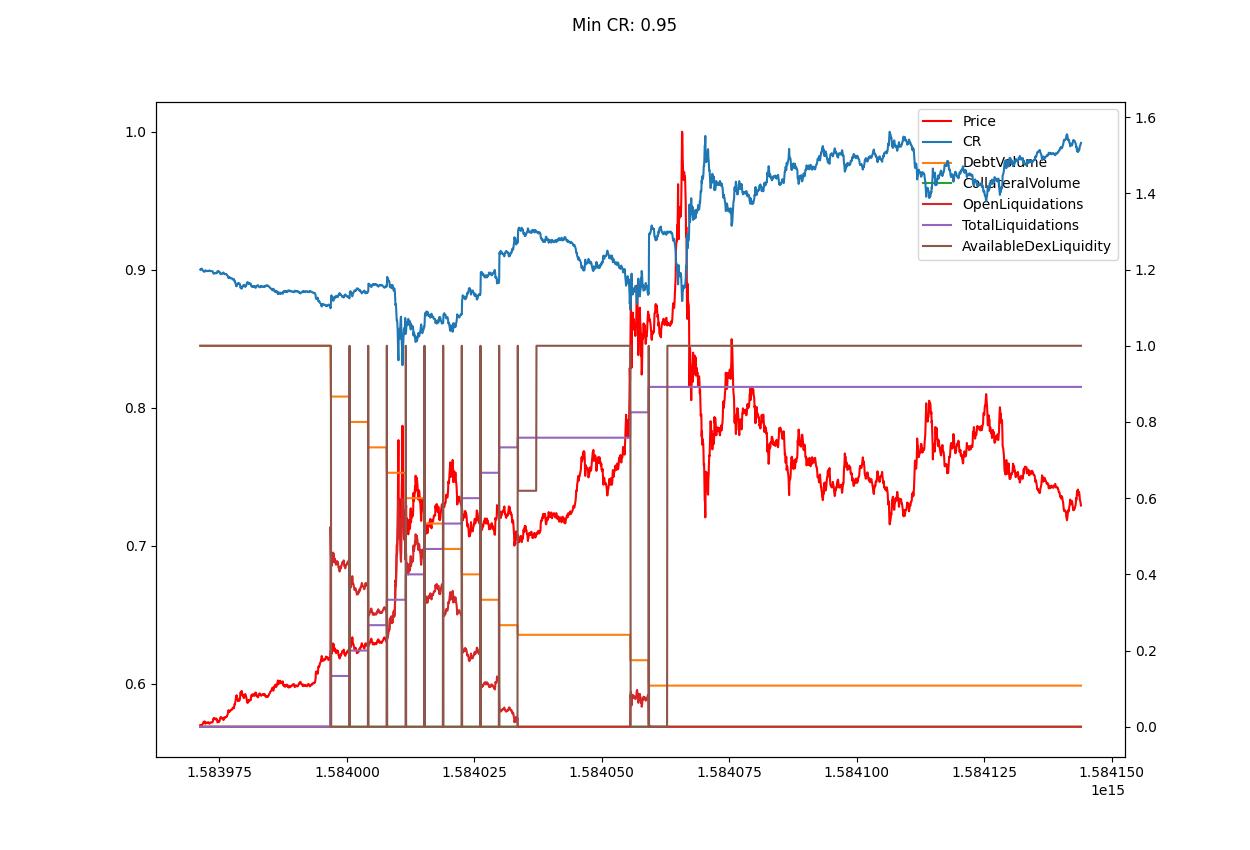 Min CR: 0.95
1.0
0.9
0.8
0.7
0.6
1.6
1.4
1.2
1.0
0.8
0.6
0.4
0.2
0.0
Price
CR
DebtVolume
CollateralVolume
OpenLiquidations
TotalLiquidations
AvailableDexLiquidity
1.583975 1.584000 1.584025 1.584050 1.584075 1.584100 1.584125 1.584150
1e15